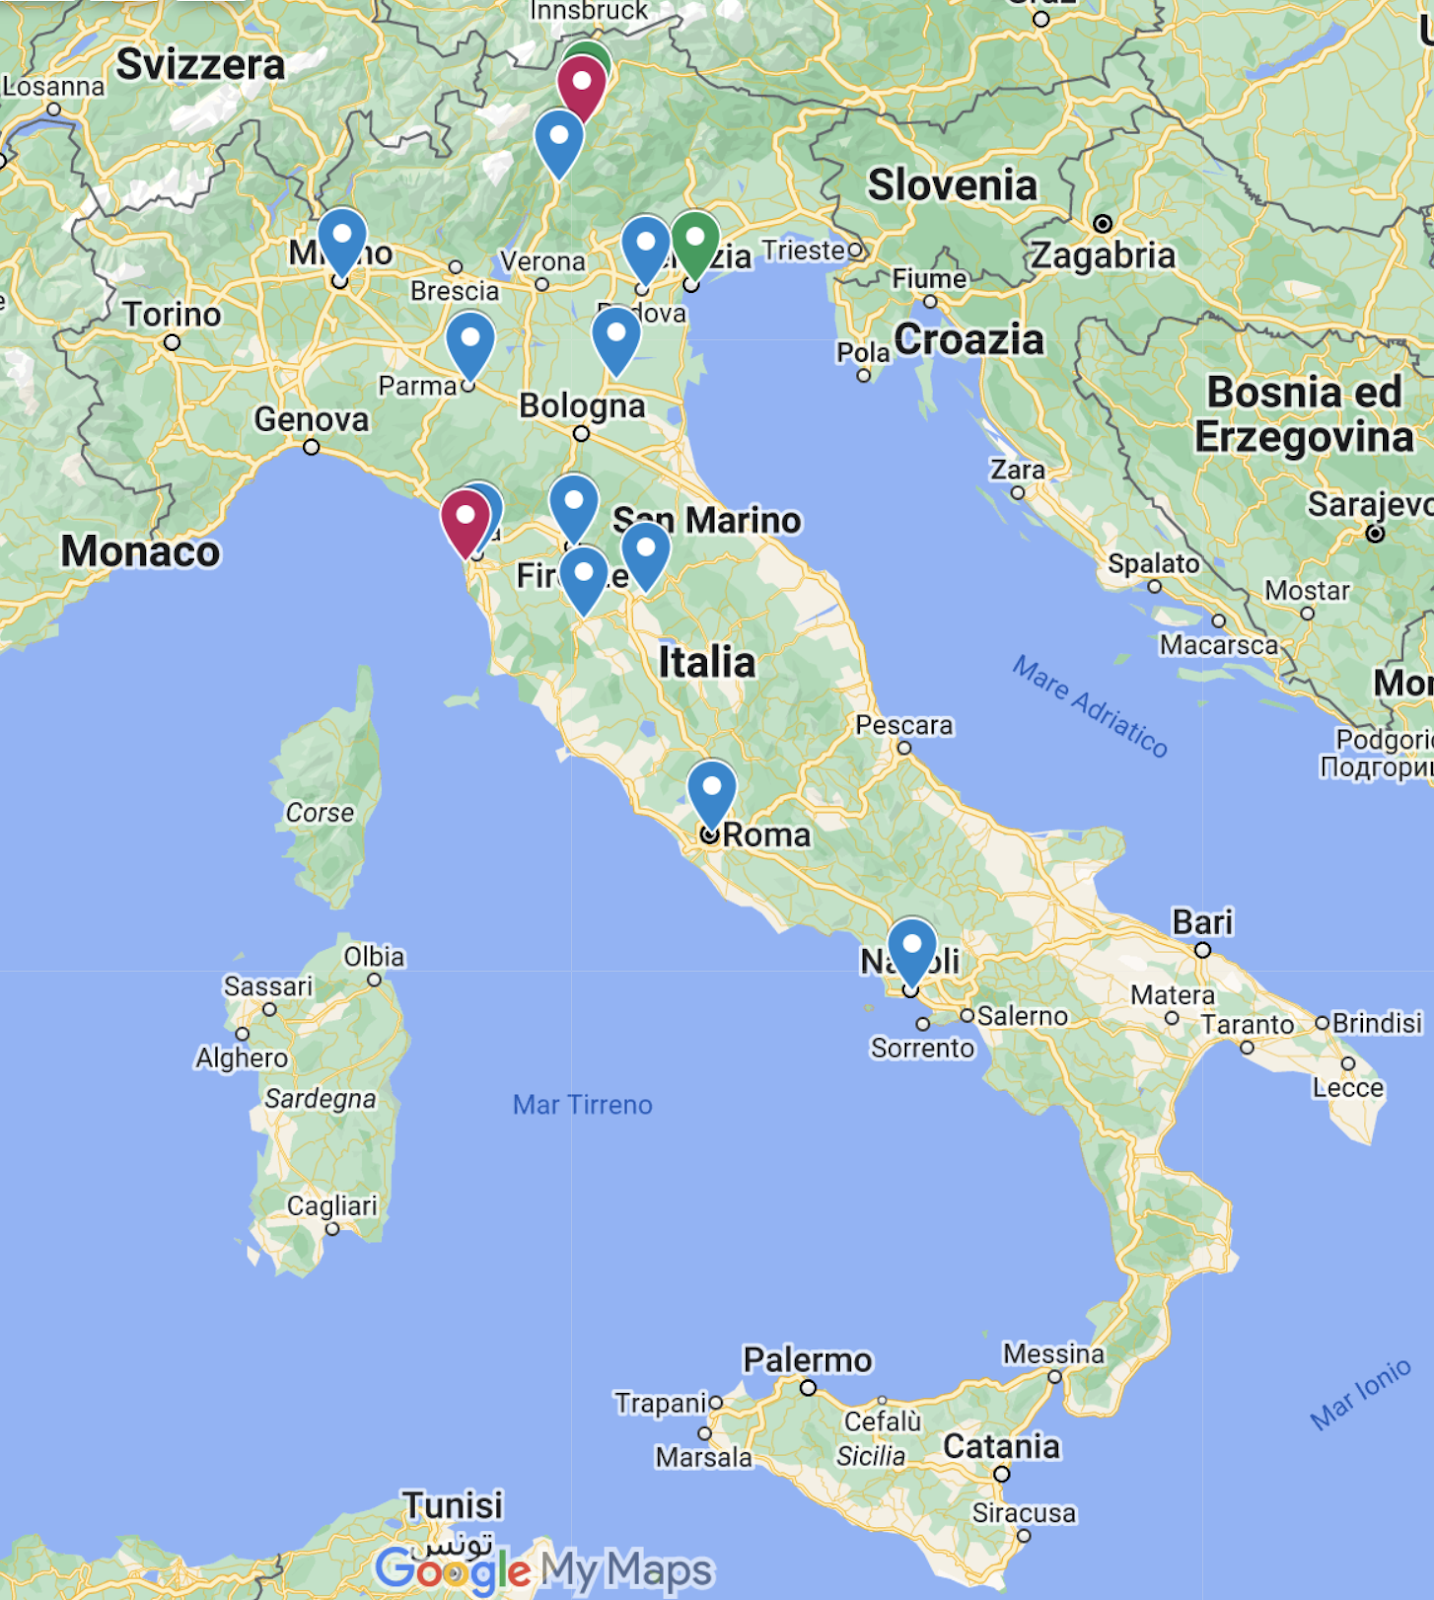 Innsbruck
Svizzera
Losanna
Slovenia
Zagabria
Trieste
Verona
Brescia
Fiume
Torino
Pola
Croazia
Parma
Bosnia ed
Erzegovina
Bologna
Genova
Zara
Sarajevo
San Marino
Monaco
Spalato
Mostar
Macarsca
Italia
Mare Adriatico
Pescara
Corse
Roma
Bari
Olbia
Sassari
Matera
Salerno
Taranto
Brindisi
Sorrento
Alghero
Lecce
Sardegna
Mar Tirreno
Cagliari
Messina
Palermo
Mar Ionio
Trapani
Cefalù
Catania
Marsala
Sicilia
Tunisi
تونس
Siracusa
Google My Maps